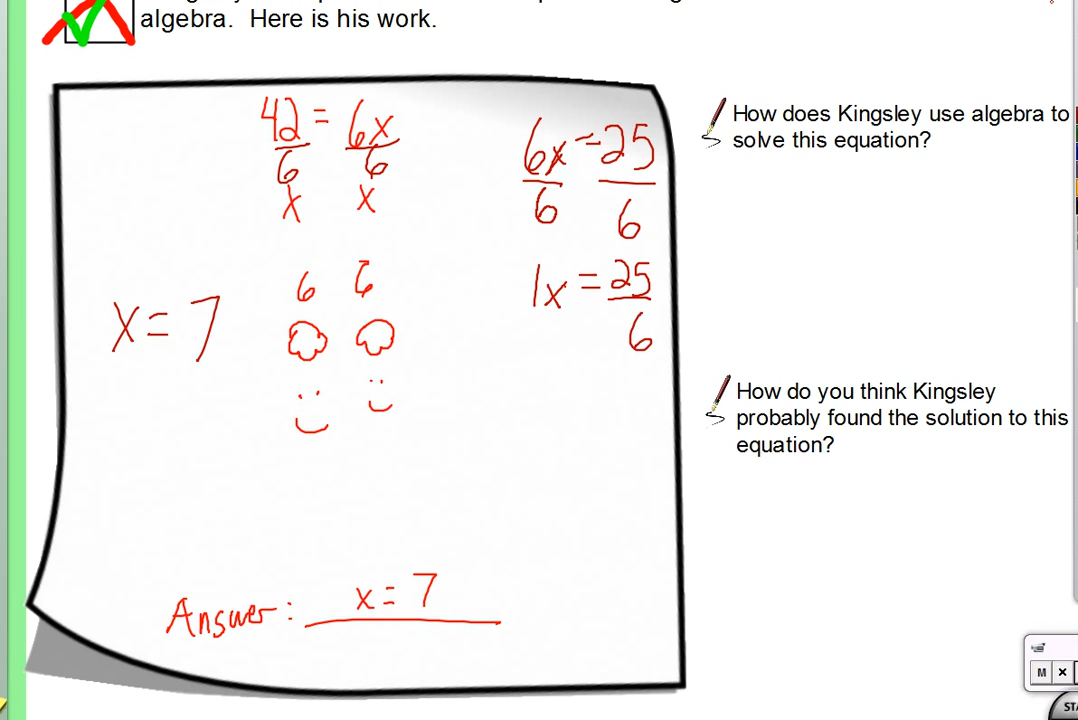 algebra. Here is his work.
42 = 6x
6 6
x x
6 6
x = 7
6x = 25
6 6
1x = 25
6
Answer: x = 7
How does Kingsley use algebra to
solve this equation?
How do you think Kingsley
probably found the solution to this
equation?
M x